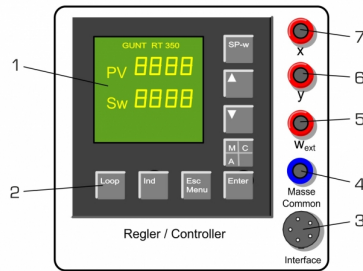 GUNT RT 350
PV 8888
Sw 8888
SP-w
M C
A
Loop
Ind
Esc
Menu
Enter
Regler / Controller
x
y
Wext
Masse
Common
Interface
1
2
7
6
5
4
3